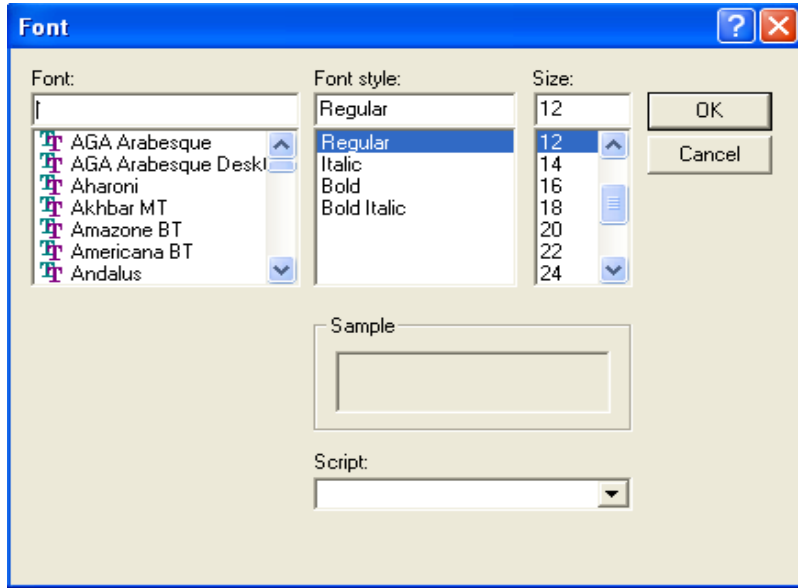 Font
Font:
Font style:
Size:
Regular
12
OK
Cancel
AGA Arabesque
AGA Arabesque Deskt
Aharoni
Akhbar MT
Amazone BT
Americana BT
Andalus
Regular
Italic
Bold
Bold Italic
12
14
16
18
20
22
24
Sample
Script: